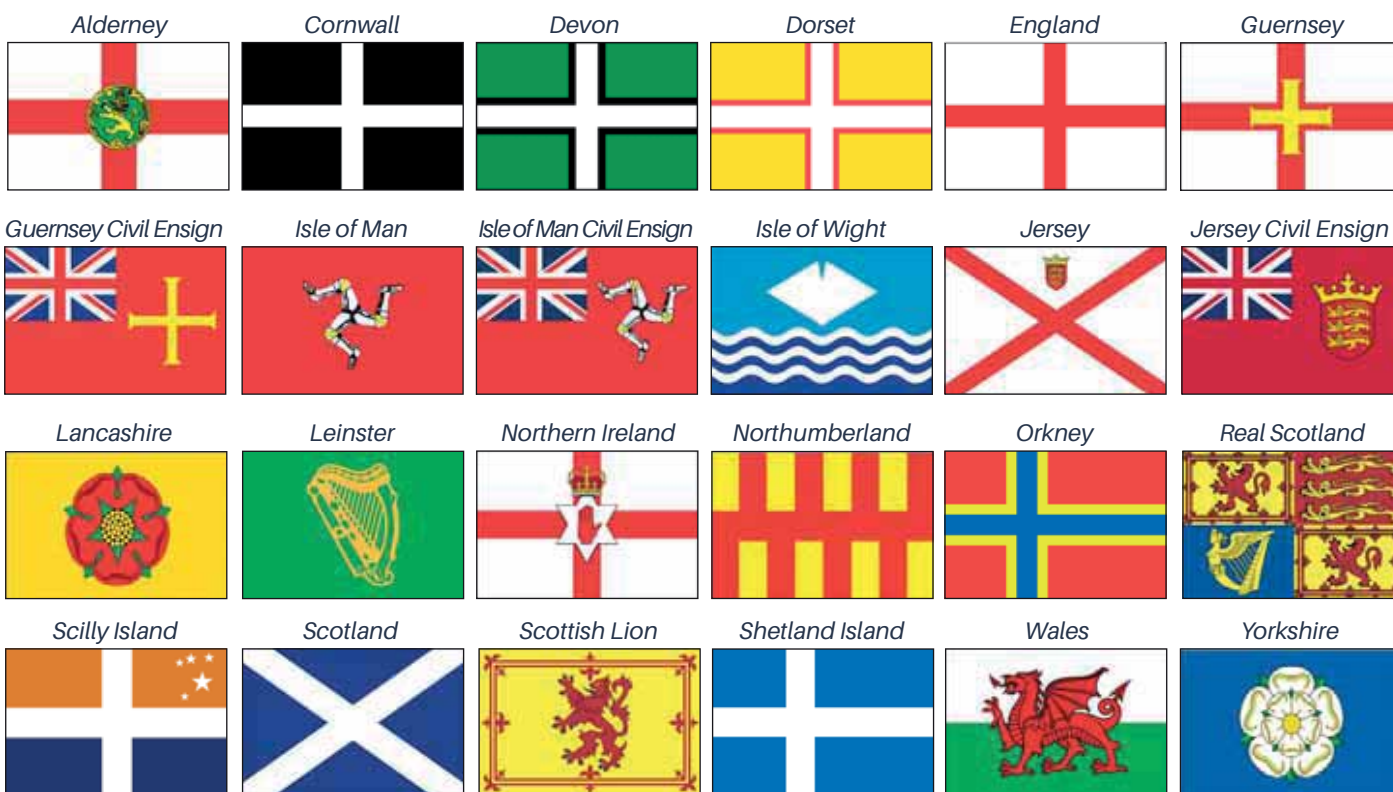 Alderney Cornwall Devon Dorset England Guernsey
Guernsey Civil Ensign Isle of Man Isle of Man Civil Ensign Isle of Wight Jersey Jersey Civil Ensign
Lancashire Leinster Northern Ireland Northumberland Orkney Real Scotland
Scilly Island Scotland Scottish Lion Shetland Island Wales Yorkshire